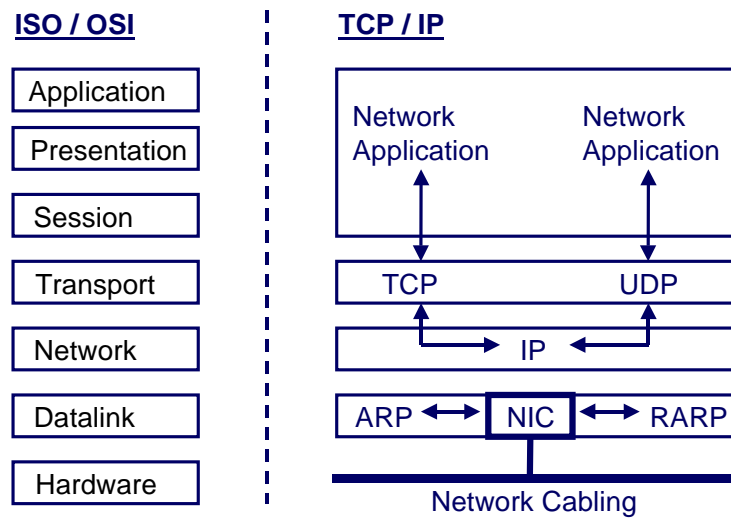 ISO / OSI
Application
Presentation
Session
Transport
Network
Datalink
Hardware
TCP / IP
Network
Application
Network
Application
TCP
UDP
IP
ARP
NIC
RARP
Network Cabling